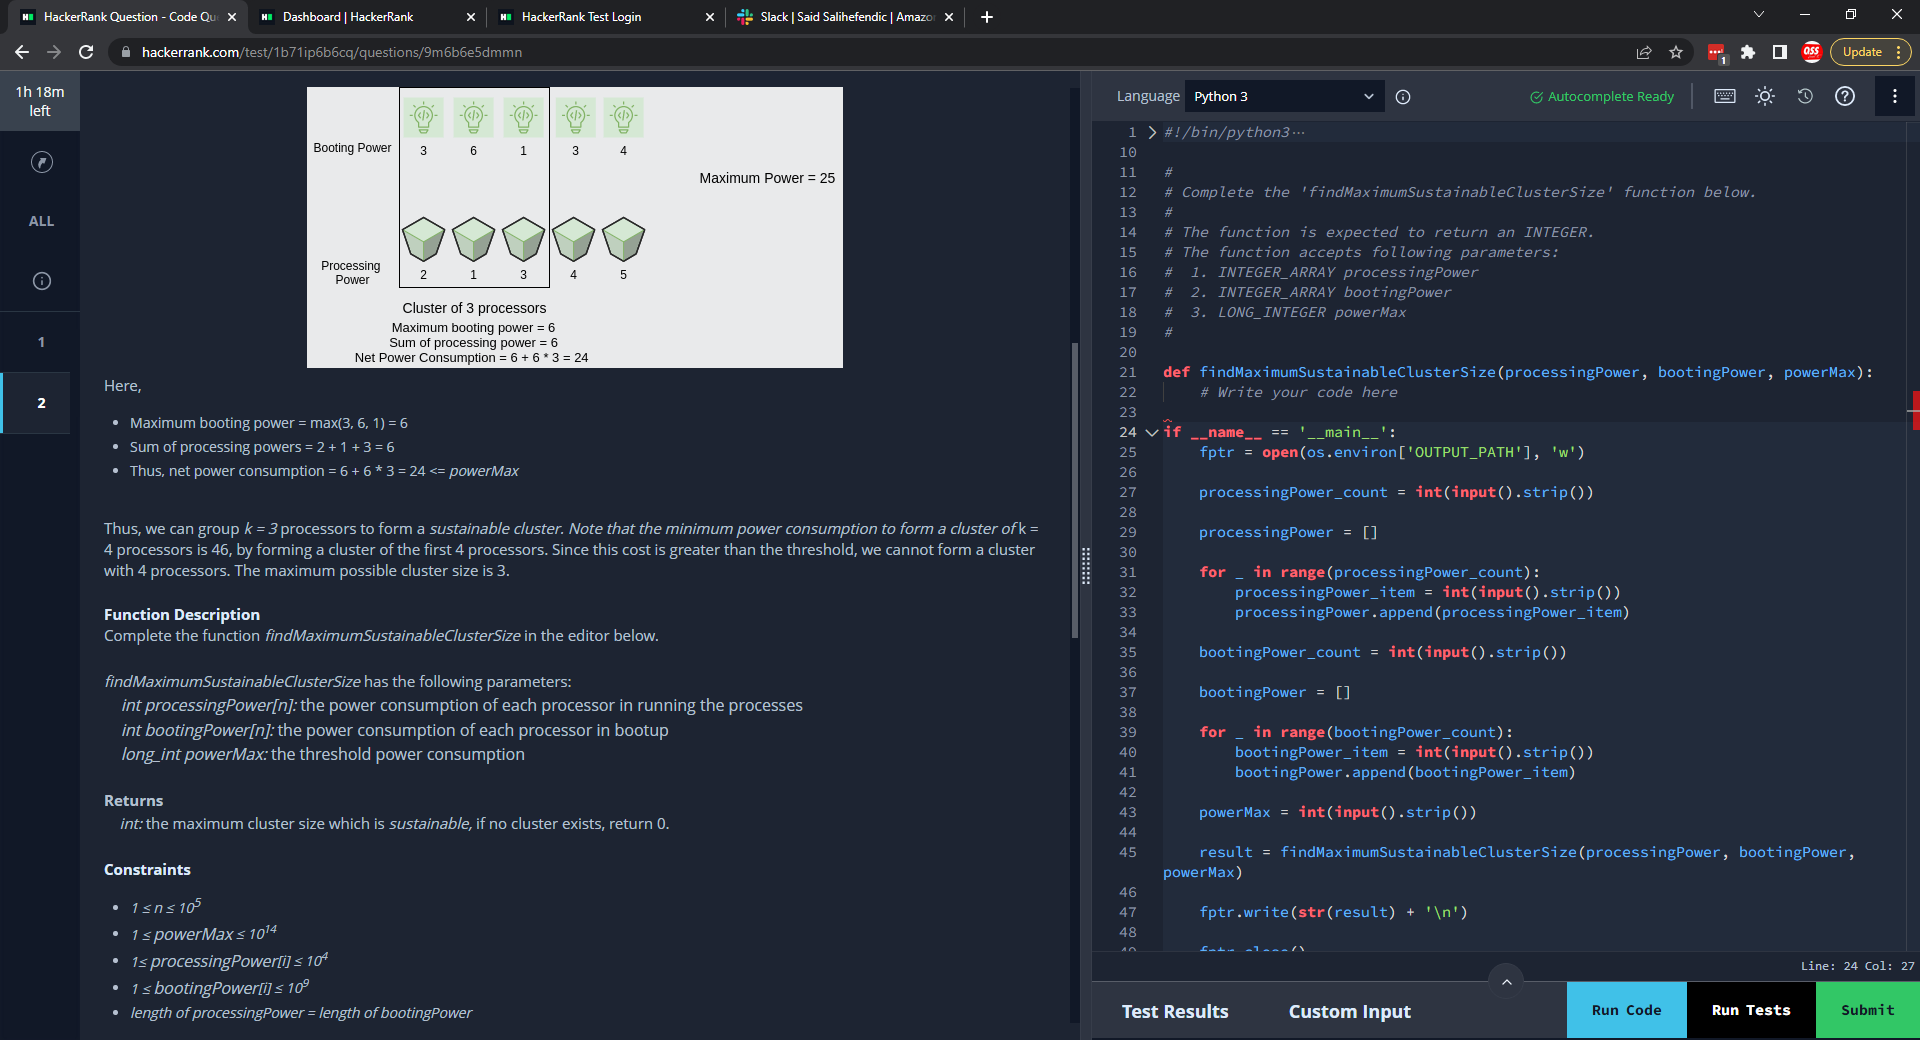 HackerRank Question - Code Qu
Dashboard | HackerRank
HackerRank Test Login
Slack | Said Salihefendic | Amazo
hackerrank.com/test/1b71ip6b6cq/questions/9m6b6e5dmmn
1
Update
1h 18m
left
ALL
1
2
Booting Power
3 6 1 3 4
Maximum Power = 25
Processing
Power
2 1 3 4 5
Cluster of 3 processors
Maximum booting power = 6
Sum of processing power = 6
Net Power Consumption = 6 + 6 * 3 = 24
Here,
• Maximum booting power = max(3, 6, 1) = 6
• Sum of processing powers = 2 + 1 + 3 = 6
• Thus, net power consumption = 6 + 6 * 3 = 24 <= powerMax
Thus, we can group k = 3 processors to form a sustainable cluster. Note that the minimum power consumption to form a cluster of k =
4 processors is 46, by forming a cluster of the first 4 processors. Since this cost is greater than the threshold, we cannot form a cluster
with 4 processors. The maximum possible cluster size is 3.
Function Description
Complete the function findMaximumSustainableClusterSize in the editor below.
findMaximumSustainableClusterSize has the following parameters:
int processingPower[n]: the power consumption of each processor in running the processes
int bootingPower[n]: the power consumption of each processor in bootup
long_int powerMax: the threshold power consumption
Returns
int: the maximum cluster size which is sustainable, if no cluster exists, return 0.
Constraints
• 1 ≤ n ≤ 10⁵
• 1 ≤ powerMax ≤ 10¹⁴
• 1≤ processingPower[i] ≤ 10⁴
• 1 ≤ bootingPower[i] ≤ 10⁹
• length of processingPower = length of bootingPower
Language Python 3
Autocomplete Ready
1 #!/bin/python3…
10
11 #
12 # Complete the 'findMaximumSustainableClusterSize' function below.
13 #
14 # The function is expected to return an INTEGER.
15 # The function accepts following parameters:
16 #  1. INTEGER_ARRAY processingPower
17 #  2. INTEGER_ARRAY bootingPower
18 #  3. LONG_INTEGER powerMax
19 #
20
21 def findMaximumSustainableClusterSize(processingPower, bootingPower, powerMax):
22     # Write your code here
23
24 if __name__ == '__main__':
25     fptr = open(os.environ['OUTPUT_PATH'], 'w')
26
27     processingPower_count = int(input().strip())
28
29     processingPower = []
30
31     for _ in range(processingPower_count):
32         processingPower_item = int(input().strip())
33         processingPower.append(processingPower_item)
34
35     bootingPower_count = int(input().strip())
36
37     bootingPower = []
38
39     for _ in range(bootingPower_count):
40         bootingPower_item = int(input().strip())
41         bootingPower.append(bootingPower_item)
42
43     powerMax = int(input().strip())
44
45     result = findMaximumSustainableClusterSize(processingPower, bootingPower,
powerMax)
46
47     fptr.write(str(result) + '\n')
48
49     fptr.close()
Line: 24 Col: 27
Test Results
Custom Input
Run Code
Run Tests
Submit